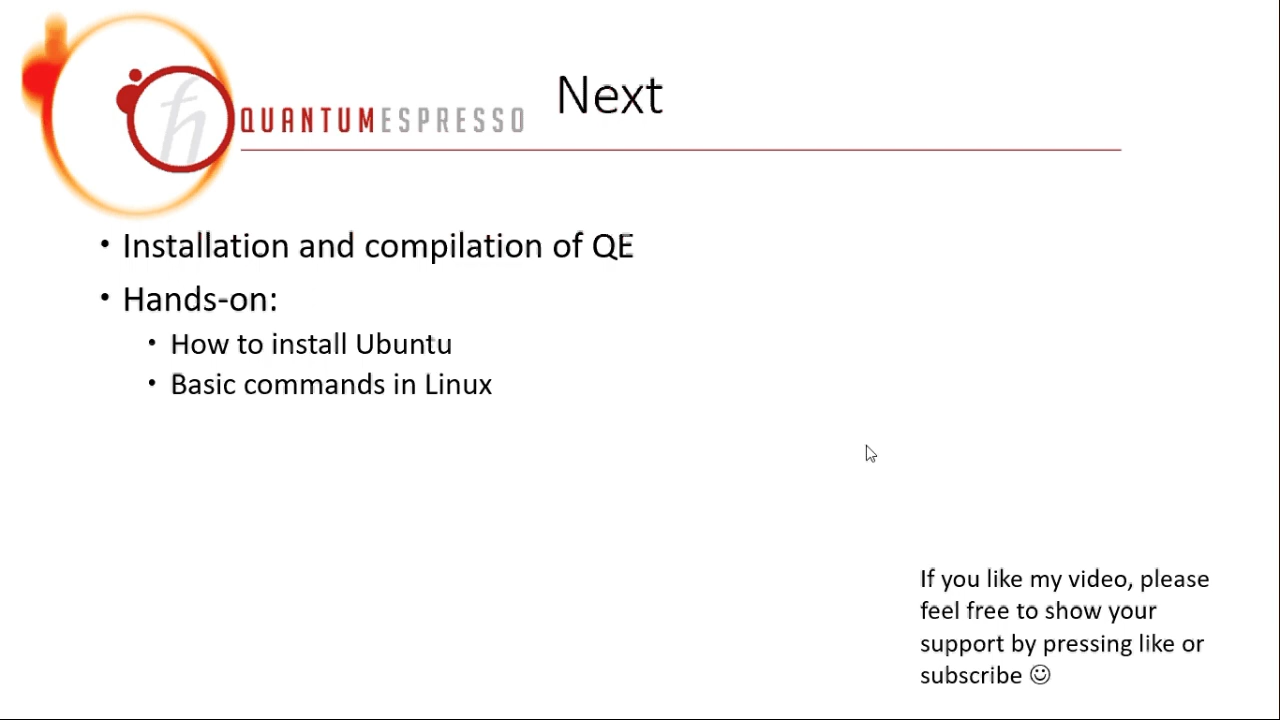 QUANTUMESPRESSO
Next
• Installation and compilation of QE
• Hands-on:
• How to install Ubuntu
• Basic commands in Linux
If you like my video, please
feel free to show your
support by pressing like or
subscribe ☺